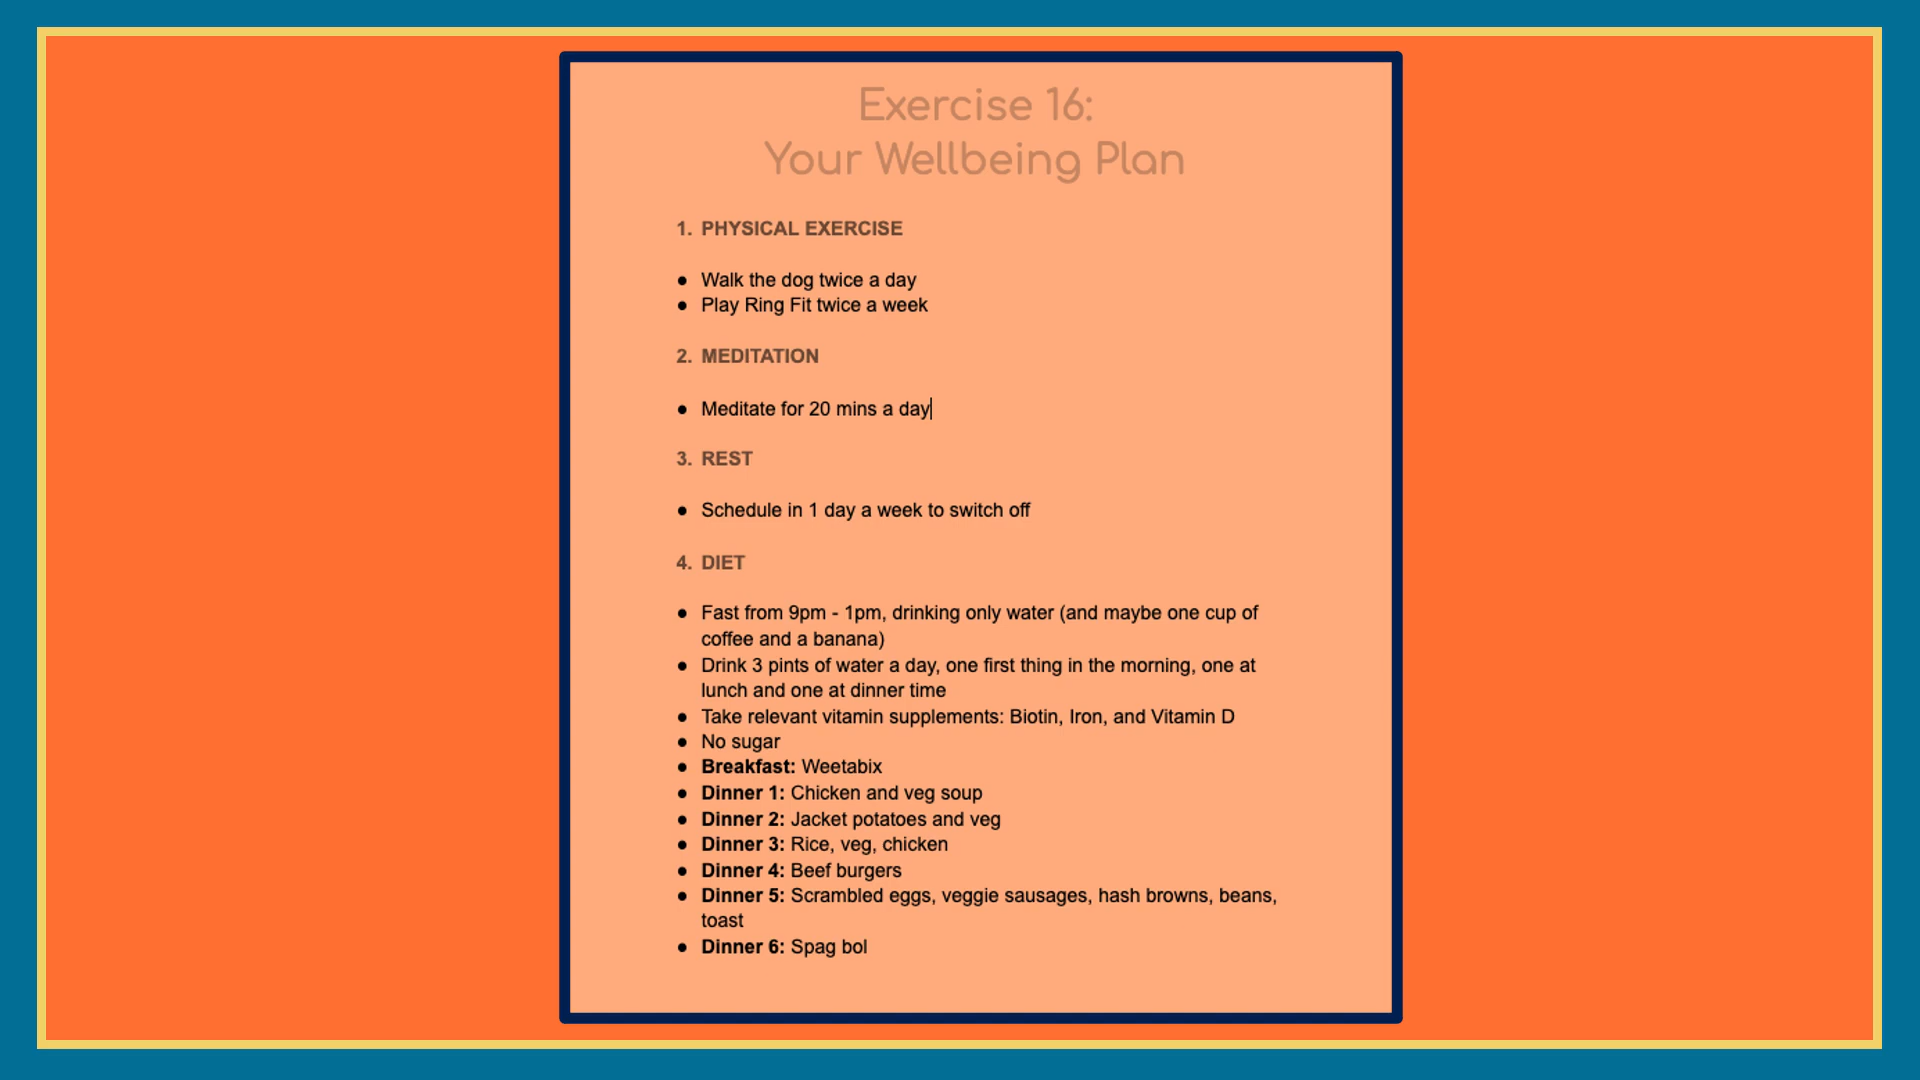 Exercise 16:
Your Wellbeing Plan
1. PHYSICAL EXERCISE
● Walk the dog twice a day
● Play Ring Fit twice a week
2. MEDITATION
● Meditate for 20 mins a day
3. REST
● Schedule in 1 day a week to switch off
4. DIET
● Fast from 9pm - 1pm, drinking only water (and maybe one cup of
coffee and a banana)
● Drink 3 pints of water a day, one first thing in the morning, one at
lunch and one at dinner time
● Take relevant vitamin supplements: Biotin, Iron, and Vitamin D
● No sugar
● Breakfast: Weetabix
● Dinner 1: Chicken and veg soup
● Dinner 2: Jacket potatoes and veg
● Dinner 3: Rice, veg, chicken
● Dinner 4: Beef burgers
● Dinner 5: Scrambled eggs, veggie sausages, hash browns, beans,
toast
● Dinner 6: Spag bol